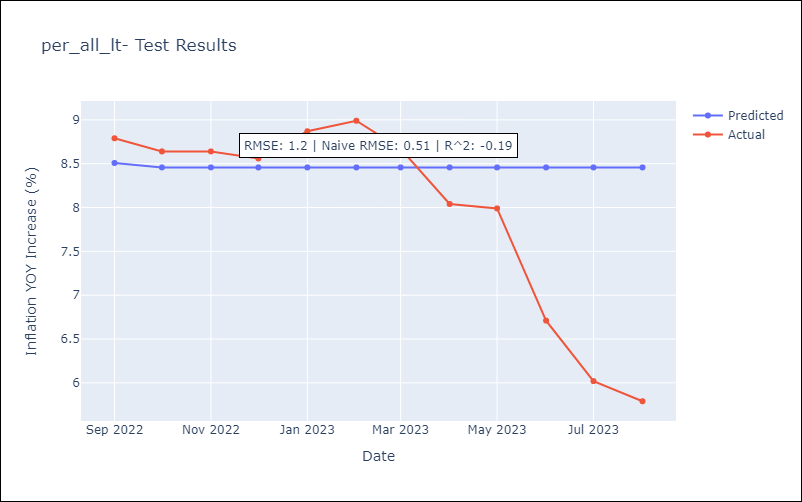 per_all_lt- Test Results
Predicted
Actual
RMSE: 1.2 | Naive RMSE: 0.51 | R^2: -0.19
Inflation YOY Increase (%)
9
8.5
8
7.5
7
6.5
6
Sep 2022 Nov 2022 Jan 2023 Mar 2023 May 2023 Jul 2023
Date